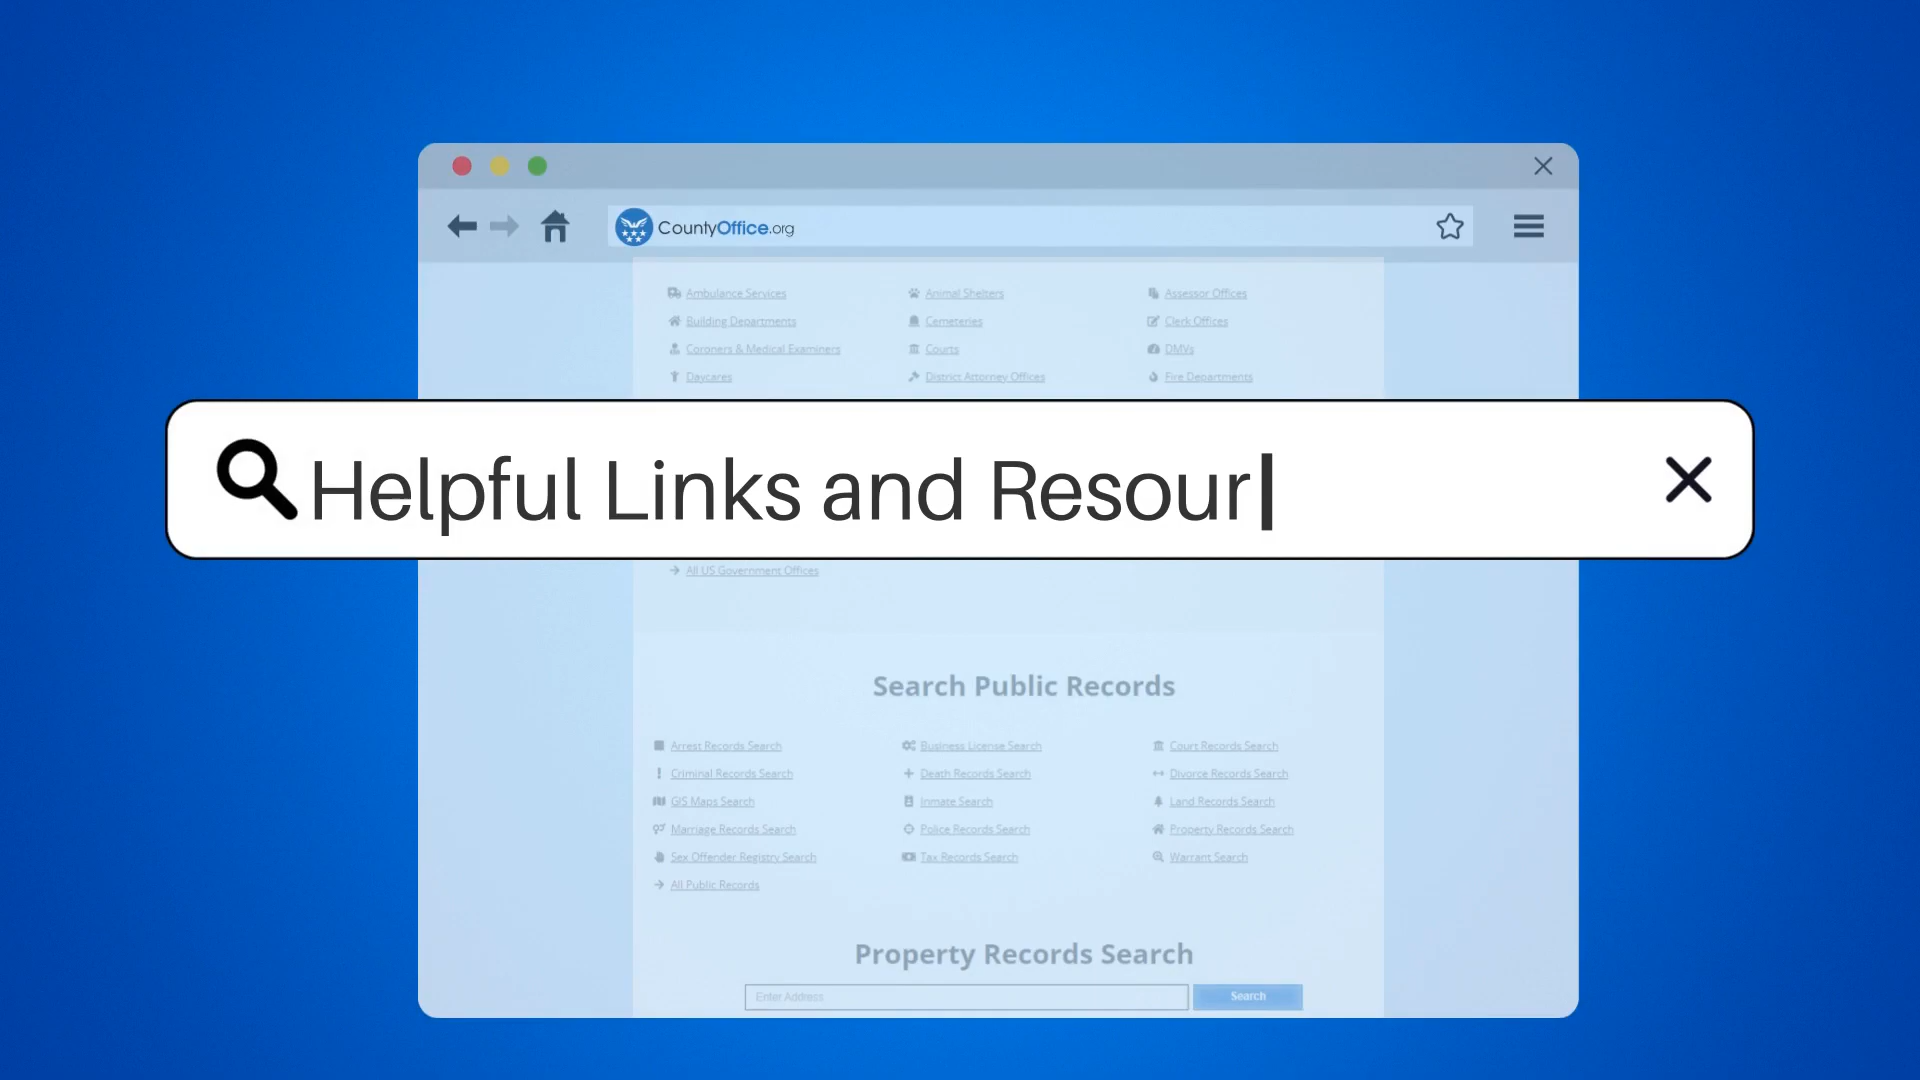 CountyOffice.org
Ambulance Services Animal Shelters Assessor Offices
Building Departments Cemeteries Clerk Offices
Coroners & Medical Examiners Courts DMVs
Daycares District Attorney Offices Fire Departments
Helpful Links and Resour
All US Government Offices
Search Public Records
Arrest Records Search Business License Search Court Records Search
Criminal Records Search Death Records Search Divorce Records Search
GIS Maps Search Inmate Search Land Records Search
Marriage Records Search Police Records Search Property Records Search
Sex Offender Registry Search Tax Records Search Warrant Search
All Public Records
Property Records Search
Enter Address Search